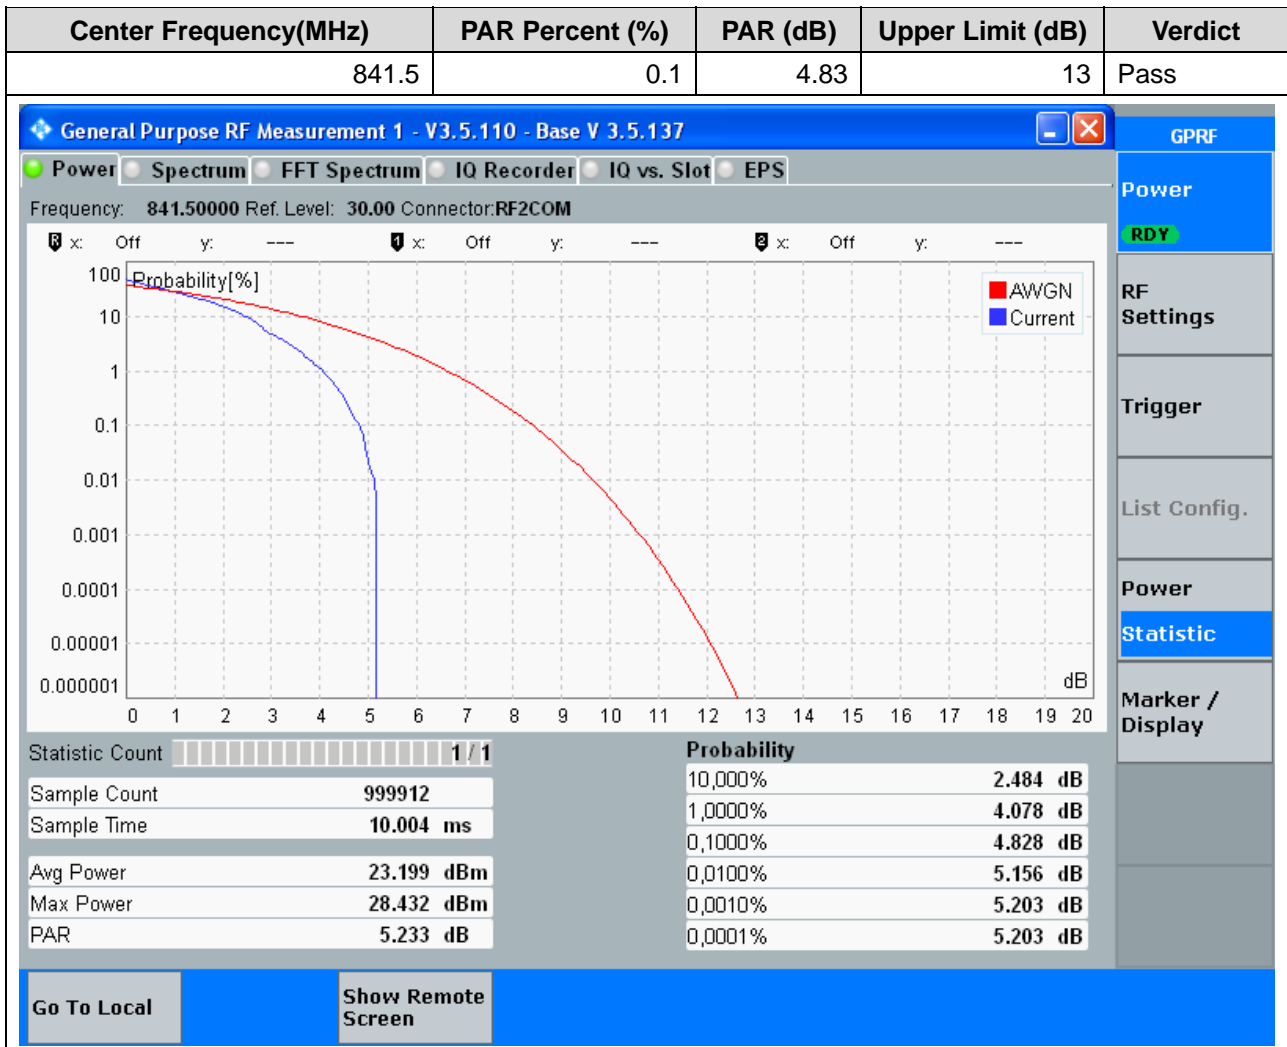 Center Frequency(MHz) PAR Percent (%) PAR (dB) Upper Limit (dB) Verdict
841.5 0.1 4.83 13 Pass
General Purpose RF Measurement 1 - V3.5.110 - Base V 3.5.137
GPRF
Power Spectrum FFT Spectrum IQ Recorder IQ vs. Slot EPS
Frequency: 841.50000 Ref. Level: 30.00 Connector:RF2COM
R x: Off y: --- 1 x: Off y: --- 2 x: Off y: ---
Probability[%]
100
10
1
0.1
0.01
0.001
0.0001
0.00001
0.000001
AWGN
Current
dB
0 1 2 3 4 5 6 7 8 9 10 11 12 13 14 15 16 17 18 19 20
Statistic Count 1 / 1
Sample Count 999912
Sample Time 10.004 ms
Avg Power 23.199 dBm
Max Power 28.432 dBm
PAR 5.233 dB
Probability
10,000% 2.484 dB
1,0000% 4.078 dB
0,1000% 4.828 dB
0,0100% 5.156 dB
0,0010% 5.203 dB
0,0001% 5.203 dB
Power
RDY
RF
Settings
Trigger
List Config.
Power
Statistic
Marker /
Display
Go To Local
Show Remote
Screen